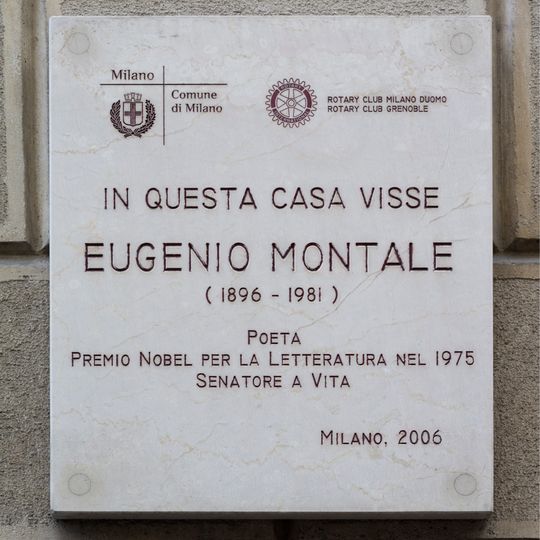 Milano
Comune
di Milano
ROTARY CLUB MILANO DUOMO
ROTARY CLUB GRENOBLE
IN QUESTA CASA VISSE
EUGENIO MONTALE
( 1896 - 1981 )
POETA
PREMIO NOBEL PER LA LETTERATURA NEL 1975
SENATORE A VITA
MILANO, 2006